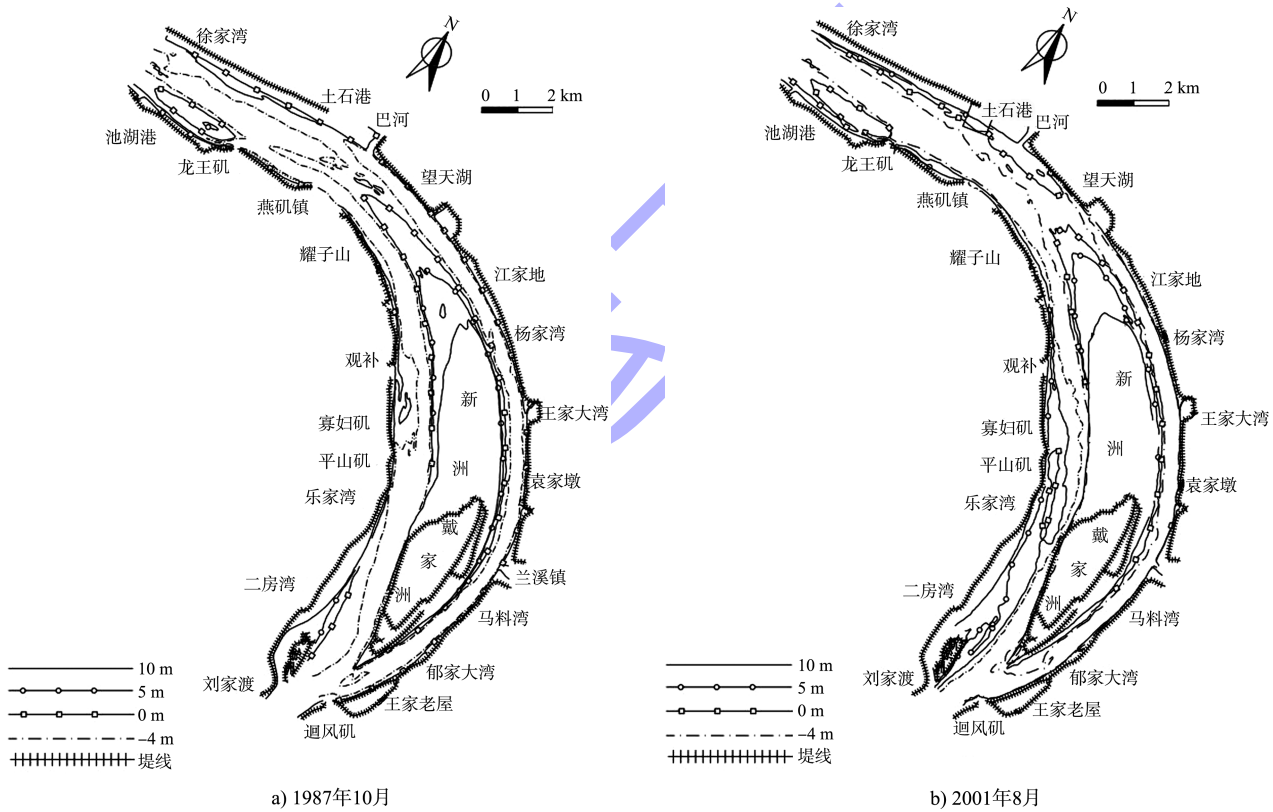 N
徐家湾
0 1 2 km
土石港
巴河
池湖港
龙王矶
望天湖
燕矶镇
耀子山
江家地
杨家湾
观补
新
王家大湾
寡妇矶
平山矶
洲
袁家墩
乐家湾
戴
家
兰溪镇
二房湾
洲
马料湾
郁家大湾
刘家渡
王家老屋
迴风矶
10 m
5 m
0 m
–4 m
堤线
a) 1987年10月
N
徐家湾
0 1 2 km
土石港
巴河
池湖港
龙王矶
望天湖
燕矶镇
耀子山
江家地
杨家湾
观补
新
王家大湾
寡妇矶
洲
平山矶
袁家墩
乐家湾
戴
家
二房湾
洲
马料湾
郁家大湾
刘家渡
王家老屋
迴风矶
10 m
5 m
0 m
–4 m
堤线
b) 2001年8月